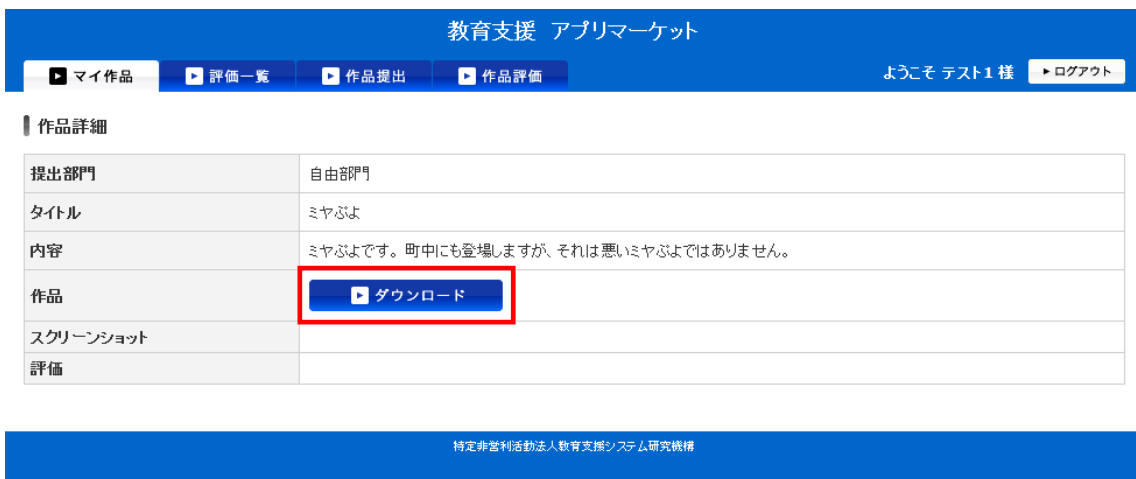 教育支援 アプリマーケット
マイ作品 評価一覧 作品提出 作品評価 ようこそ テスト1 様 ログアウト
作品詳細
提出部門 自由部門
タイトル ミヤぷよ
内容 ミヤぷよです。町中にも登場しますが、それは悪いミヤぷよではありません。
作品 ダウンロード
スクリーンショット
評価
特定非営利活動法人教育支援システム研究機構